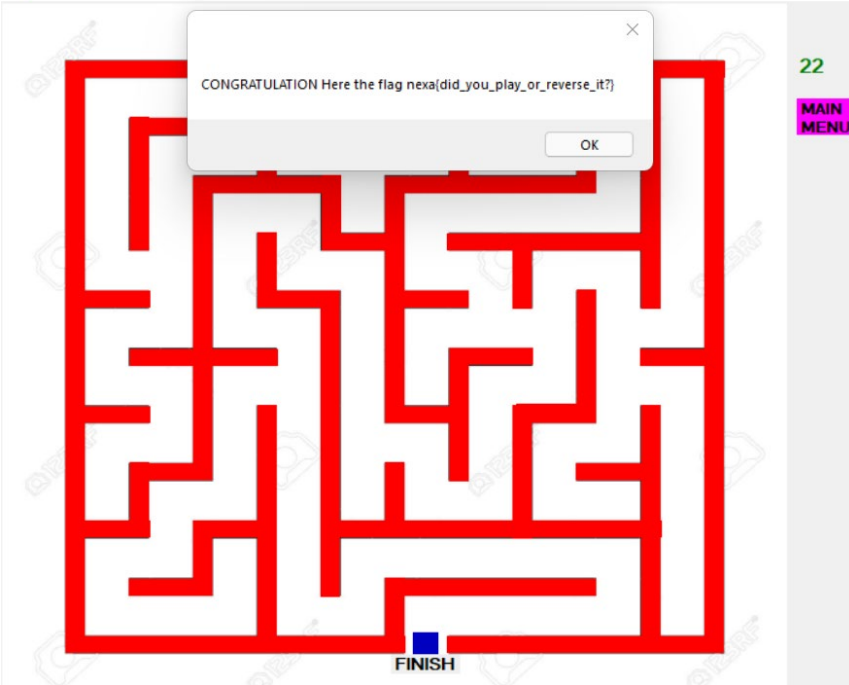 CONGRATULATION Here the flag nexa{did_you_play_or_reverse_it?}
OK
22
MAIN
MENU
FINISH